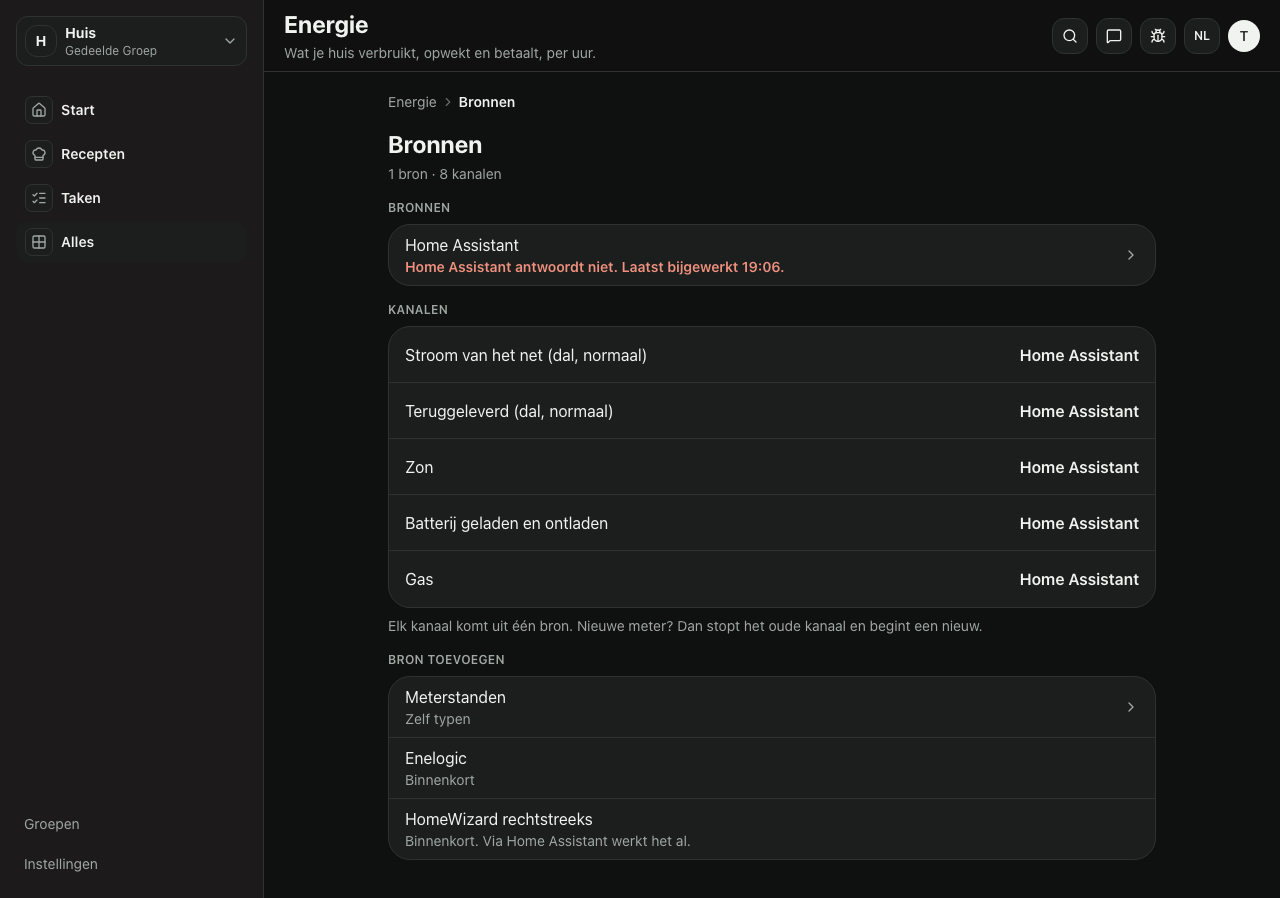 H
Huis
Gedeelde Groep
Start
Recepten
Taken
Alles
Groepen
Instellingen
Energie
Wat je huis verbruikt, opwekt en betaalt, per uur.
NL
T
Energie > Bronnen
Bronnen
1 bron · 8 kanalen
BRONNEN
Home Assistant
Home Assistant antwoordt niet. Laatst bijgewerkt 19:06.
KANALEN
Stroom van het net (dal, normaal) Home Assistant
Teruggeleverd (dal, normaal) Home Assistant
Zon Home Assistant
Batterij geladen en ontladen Home Assistant
Gas Home Assistant
Elk kanaal komt uit één bron. Nieuwe meter? Dan stopt het oude kanaal en begint een nieuw.
BRON TOEVOEGEN
Meterstanden
Zelf typen
Enelogic
Binnenkort
HomeWizard rechtstreeks
Binnenkort. Via Home Assistant werkt het al.